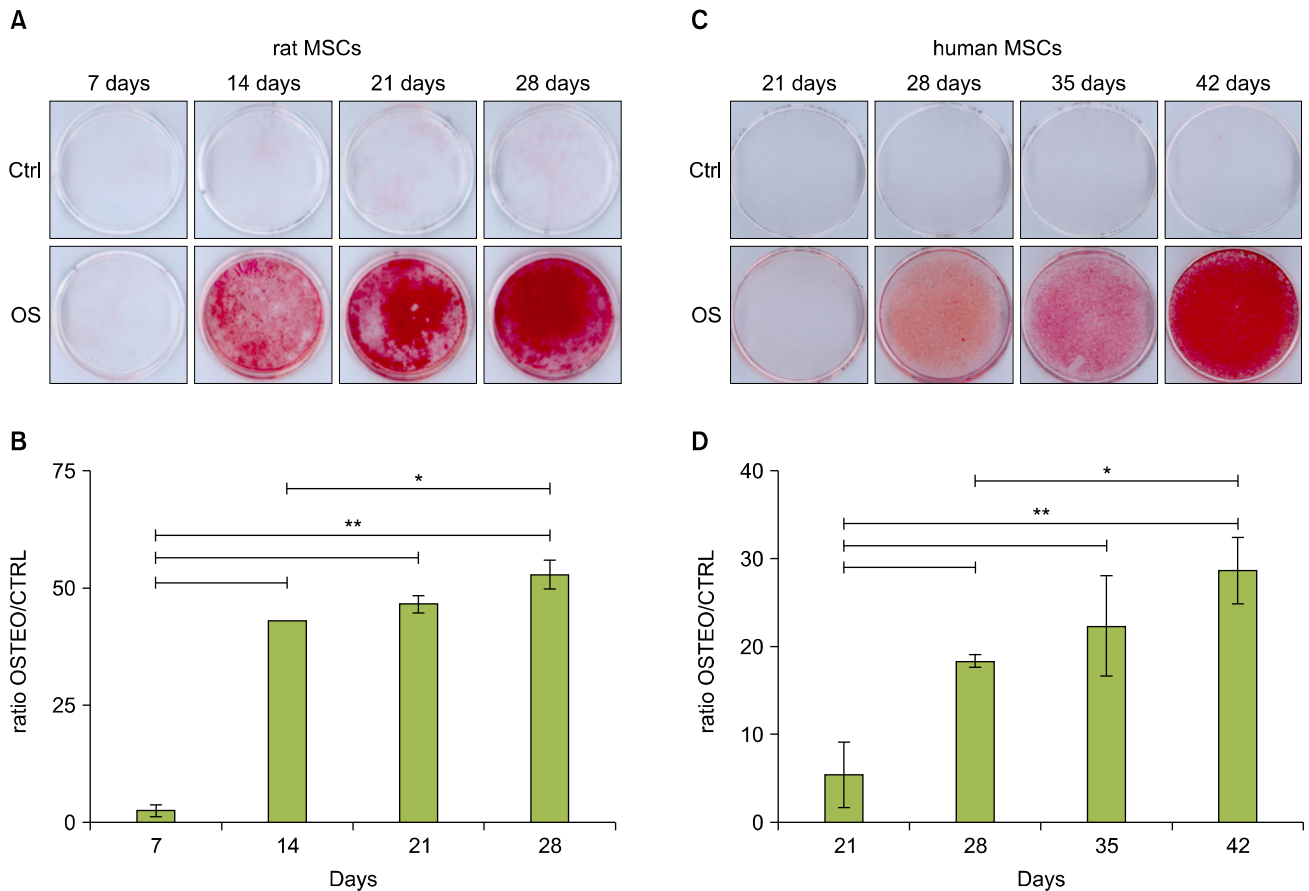 A
rat MSCs
7 days 14 days 21 days 28 days
Ctrl
OS
C
human MSCs
21 days 28 days 35 days 42 days
Ctrl
OS
B
ratio OSTEO/CTRL
75
50
25
0
*
**
7 14 21 28
Days
D
ratio OSTEO/CTRL
40
30
20
10
0
*
**
21 28 35 42
Days